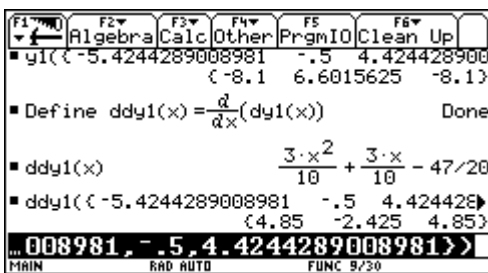 F1 F2 F3 F4 F5 F6
Algebra Calc Other PrgmIO Clean Up
▪ y1({-5.4244289008981 -.5 4.424428900
{-8.1 6.6015625 -8.1}
▪ Define ddy1(x)=d/dx(dy1(x)) Done
▪ ddy1(x) 3·x²/10 + 3·x/10 - 47/20
▪ ddy1({-5.4244289008981 -.5 4.424428▶
{4.85 -2.425 4.85}
…008981,-.5,4.4244289008981})
MAIN RAD AUTO FUNC 9/30